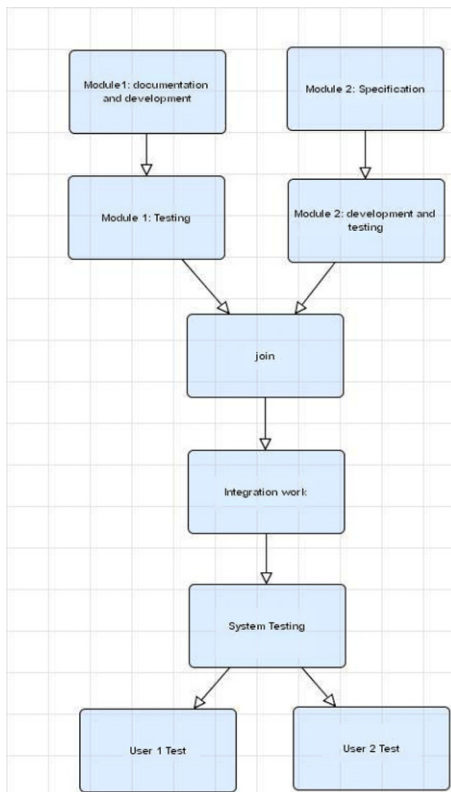 Module1: documentation
and development
Module 2: Specification
Module 1: Testing
Module 2: development and
testing
join
Integration work
System Testing
User 1 Test
User 2 Test